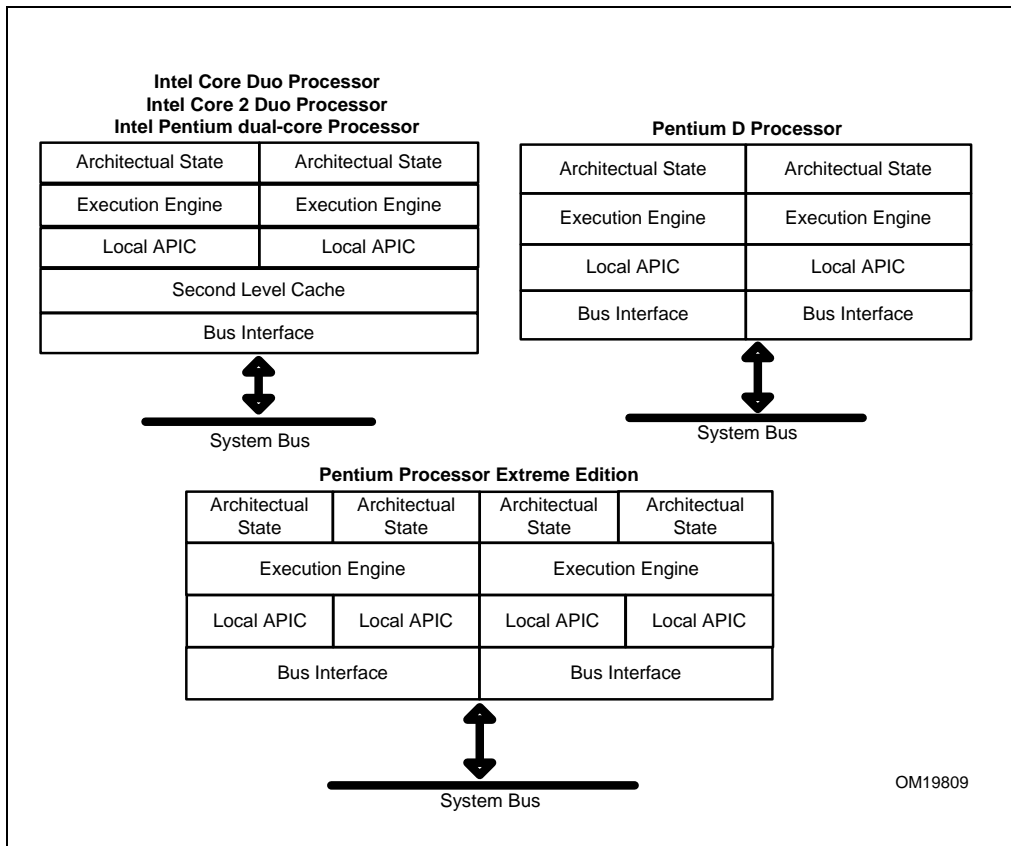 Intel Core Duo Processor
Intel Core 2 Duo Processor
Intel Pentium dual-core Processor
Architectual State
Architectual State
Execution Engine
Execution Engine
Local APIC
Local APIC
Second Level Cache
Bus Interface
System Bus
Pentium D Processor
Architectual State
Architectual State
Execution Engine
Execution Engine
Local APIC
Local APIC
Bus Interface
Bus Interface
System Bus
Pentium Processor Extreme Edition
Architectual
State
Architectual
State
Architectual
State
Architectual
State
Execution Engine
Execution Engine
Local APIC
Local APIC
Local APIC
Local APIC
Bus Interface
Bus Interface
System Bus
OM19809